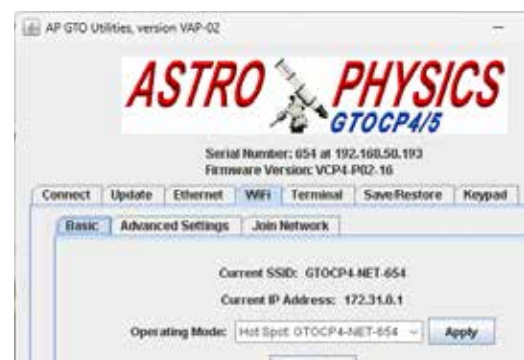 AP GTO Utilities, version VAP-02
ASTRO PHYSICS
GTOCP4/5
Serial Number: 654 at 192.168.50.193
Firmware Version: VCP4-P02-16
Connect Update Ethernet WiFi Terminal Save/Restore Keypad
Basic Advanced Settings Join Network
Current SSID: GTOCP4-NET-654
Current IP Address: 172.31.0.1
Operating Mode: Hot Spot: GTOCP4-NET-654 Apply